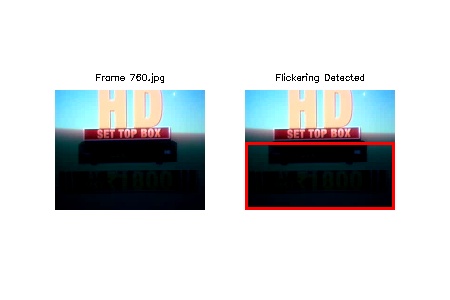 Frame 760.jpg
Flickering Detected
HD
SET TOP BOX
HD
SET TOP BOX